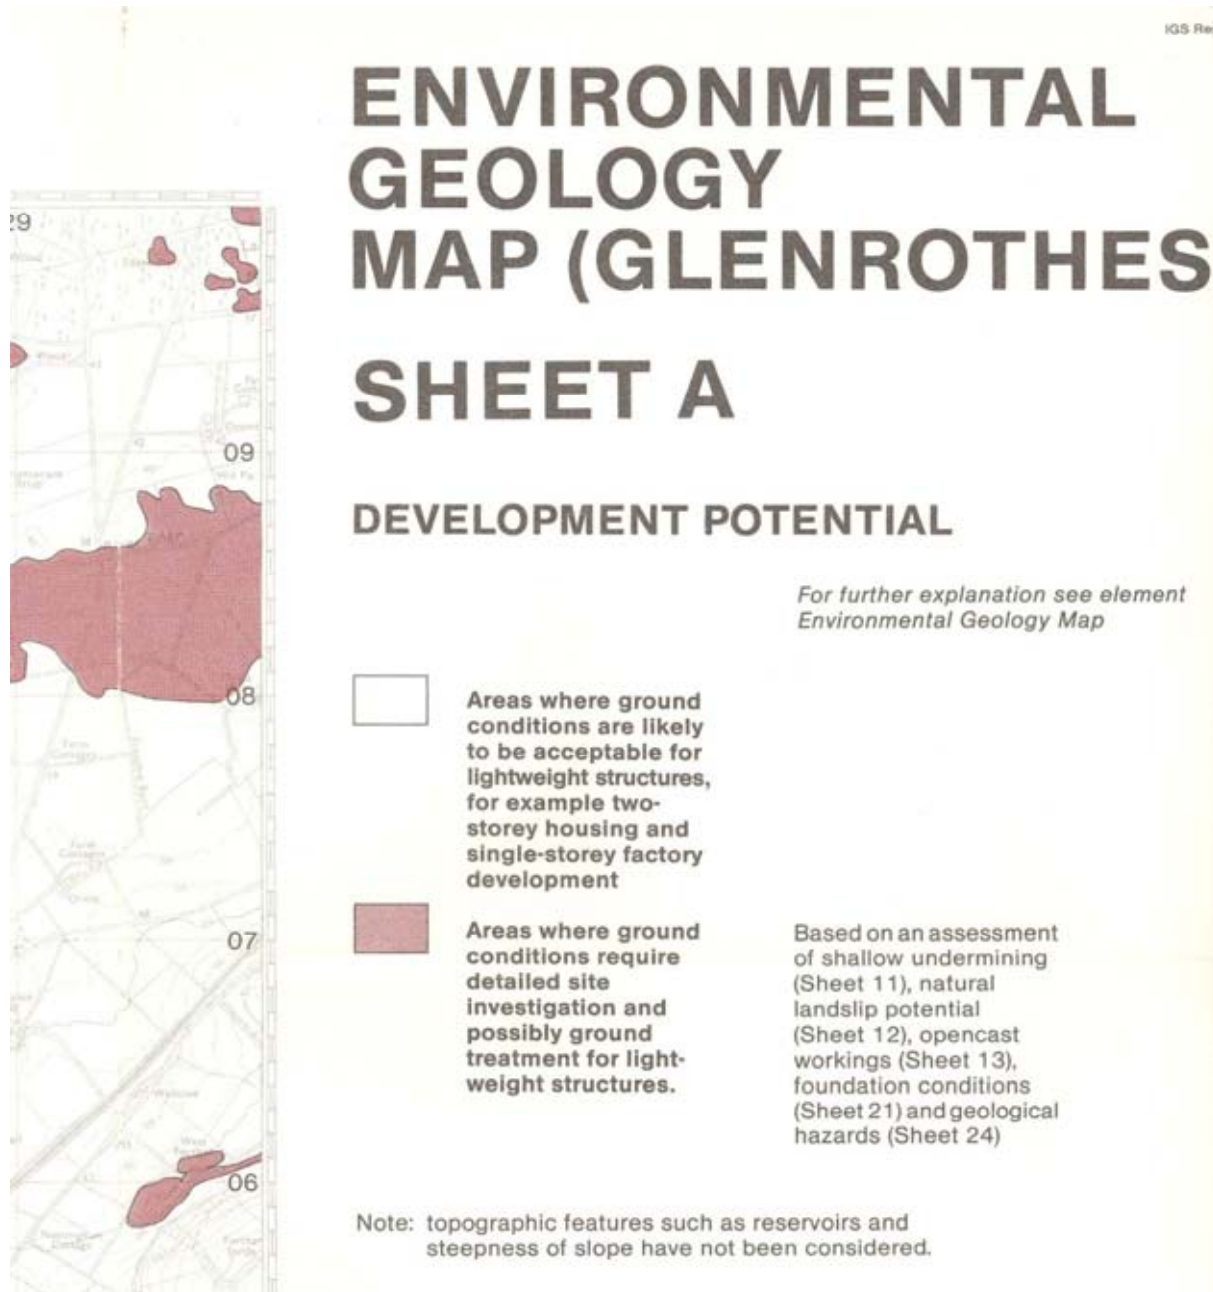 IGS Re
ENVIRONMENTAL
GEOLOGY
MAP (GLENROTHES
SHEET A
DEVELOPMENT POTENTIAL
For further explanation see element
Environmental Geology Map
Areas where ground
conditions are likely
to be acceptable for
lightweight structures,
for example two-
storey housing and
single-storey factory
development
Areas where ground
conditions require
detailed site
investigation and
possibly ground
treatment for light-
weight structures.
Based on an assessment
of shallow undermining
(Sheet 11), natural
landslip potential
(Sheet 12), opencast
workings (Sheet 13),
foundation conditions
(Sheet 21) and geological
hazards (Sheet 24)
Note: topographic features such as reservoirs and
steepness of slope have not been considered.
29
09
08
Farm
Cottages
07
06